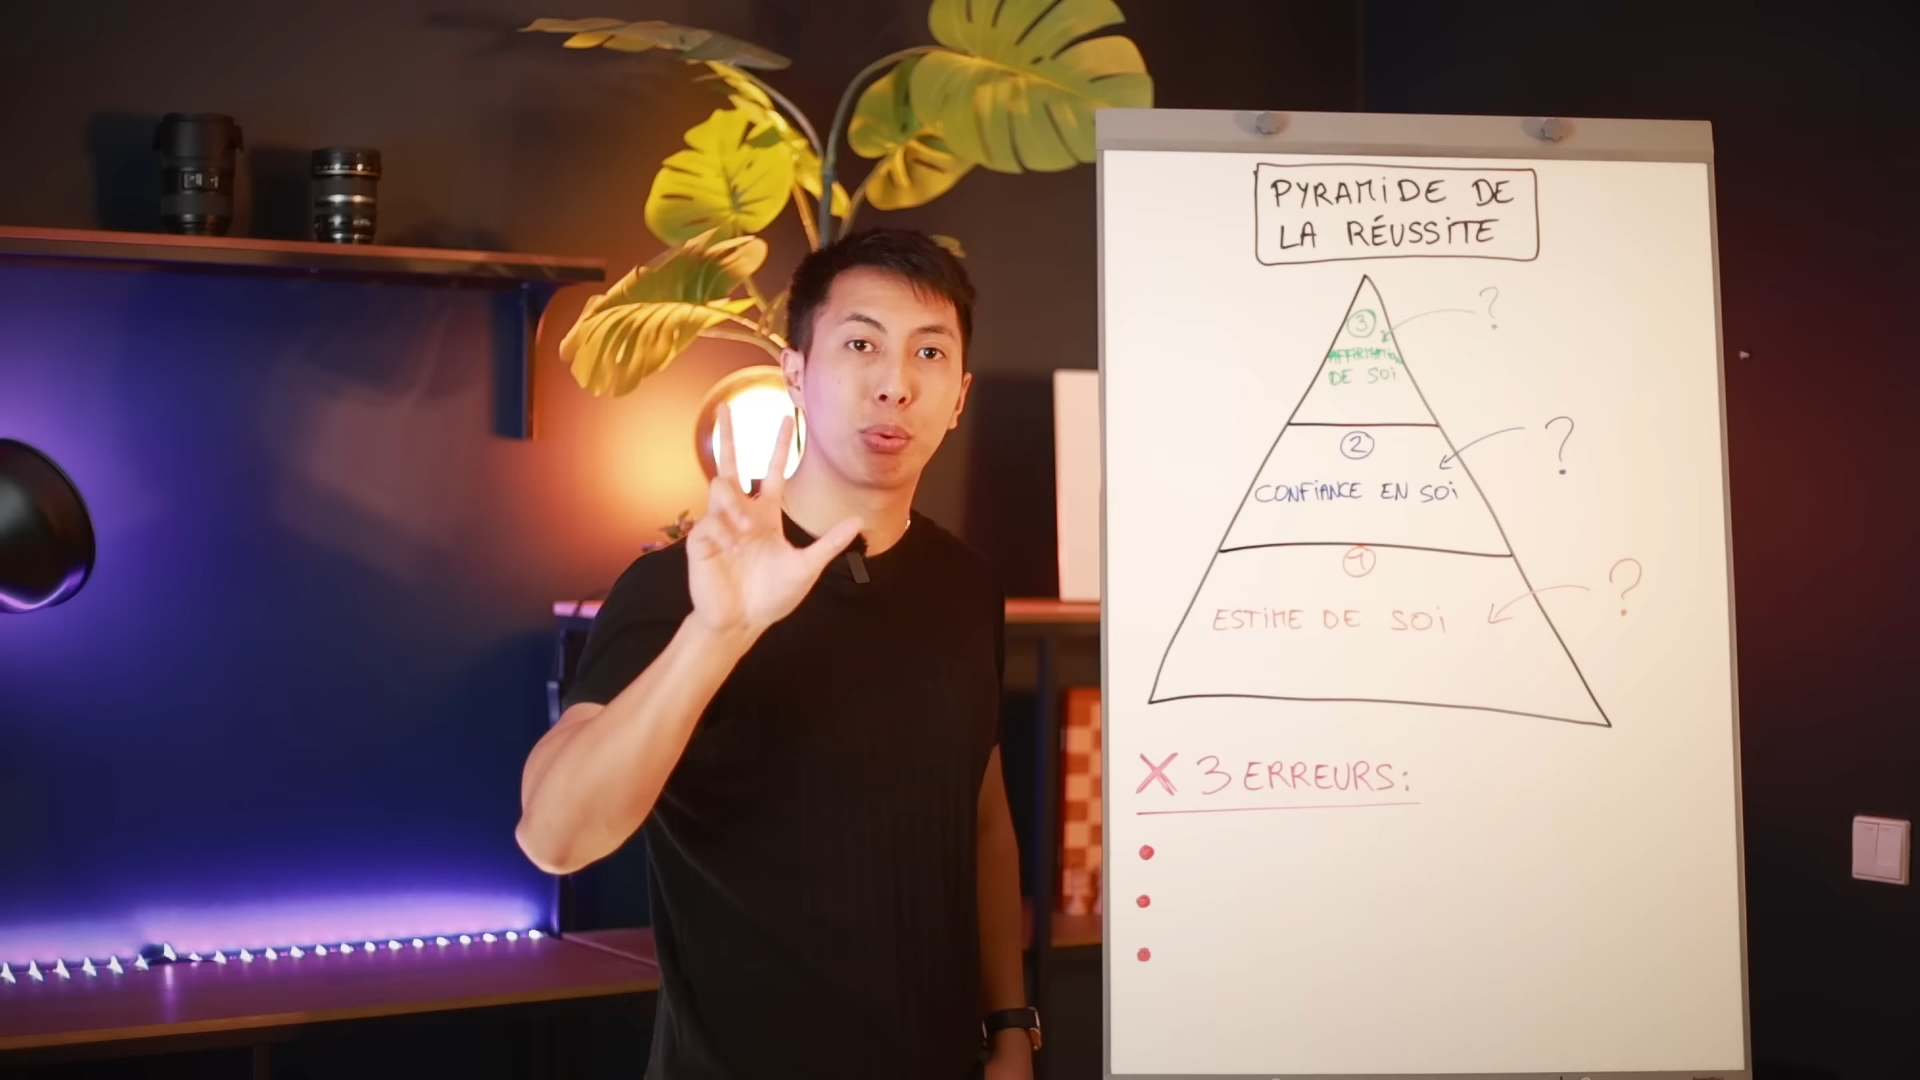 PYRAMIDE DE
LA RÉUSSITE
?
3
AFFIRMATION
DE SOI
?
2
CONFIANCE EN SOI
?
1
ESTIME DE SOI
X 3 ERREURS: